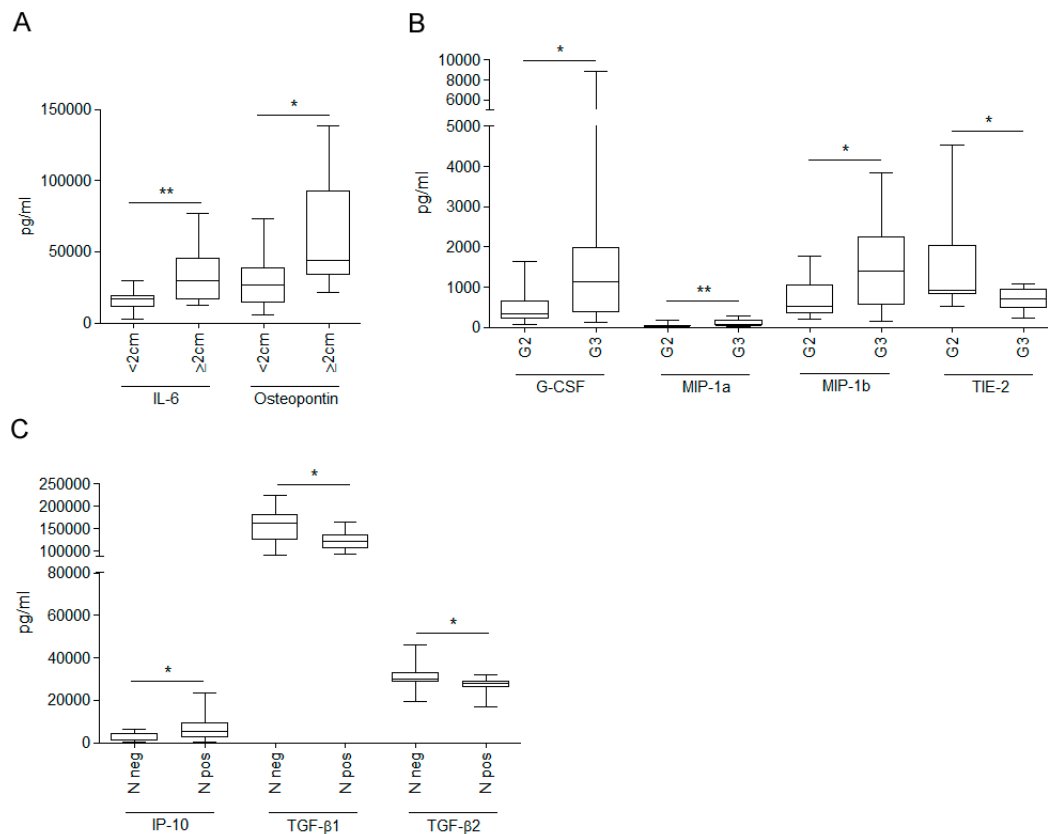 A
150000
100000
50000
0
pg/ml
**
*
<2cm
≥2cm
<2cm
≥2cm
IL-6
Osteopontin
B
10000
8000
6000
5000
4000
3000
2000
1000
0
pg/ml
*
**
*
*
G2
G3
G2
G3
G2
G3
G2
G3
G-CSF
MIP-1a
MIP-1b
TIE-2
C
250000
200000
150000
100000
80000
60000
40000
20000
0
pg/ml
*
*
*
N neg
N pos
N neg
N pos
N neg
N pos
IP-10
TGF-β1
TGF-β2